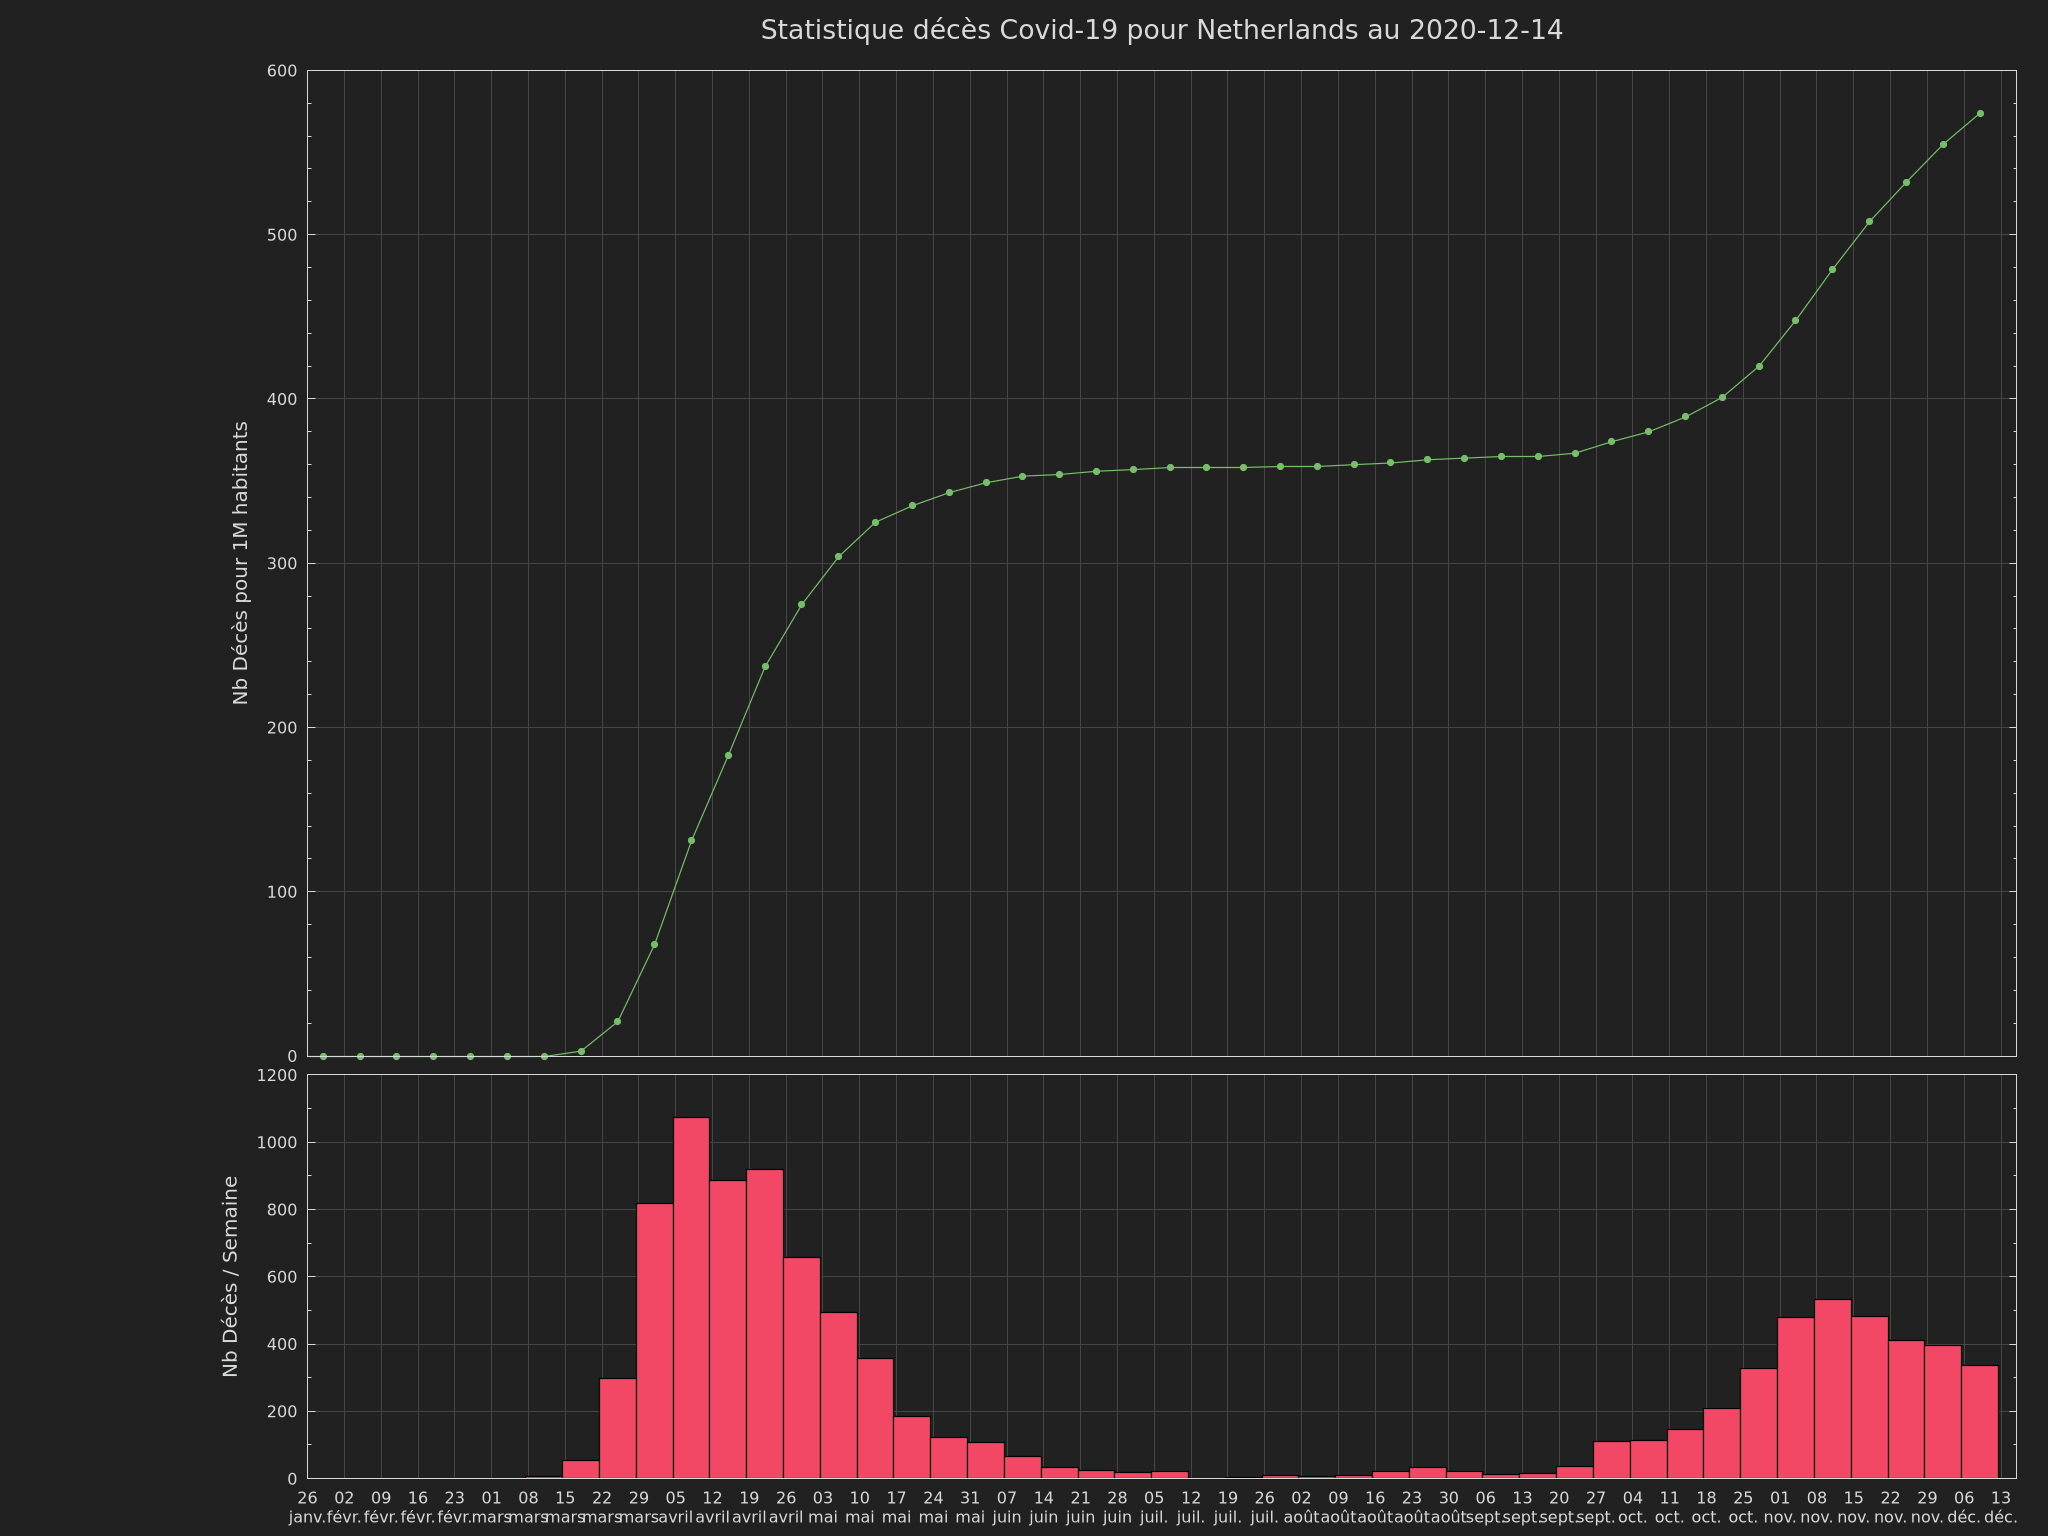 Statistique décès Covid-19 pour Netherlands au 2020-12-14
600
500
400
300
200
100
0
Nb Décès pour 1M habitants
1200
1000
800
600
400
200
0
Nb Décès / Semaine
26 02 09 16 23 01 08 15 22 29 05 12 19 26 03 10 17 24 31 07 14 21 28 05 12 19 26 02 09 16 23 30 06 13 20 27 04 11 18 25 01 08 15 22 29 06 13
janv. févr. févr. févr. févr. mars mars mars mars mars avril avril avril avril mai mai mai mai mai juin juin juin juin juil. juil. juil. juil. août août août août août sept. sept. sept. sept. oct. oct. oct. oct. nov. nov. nov. nov. nov. déc. déc.